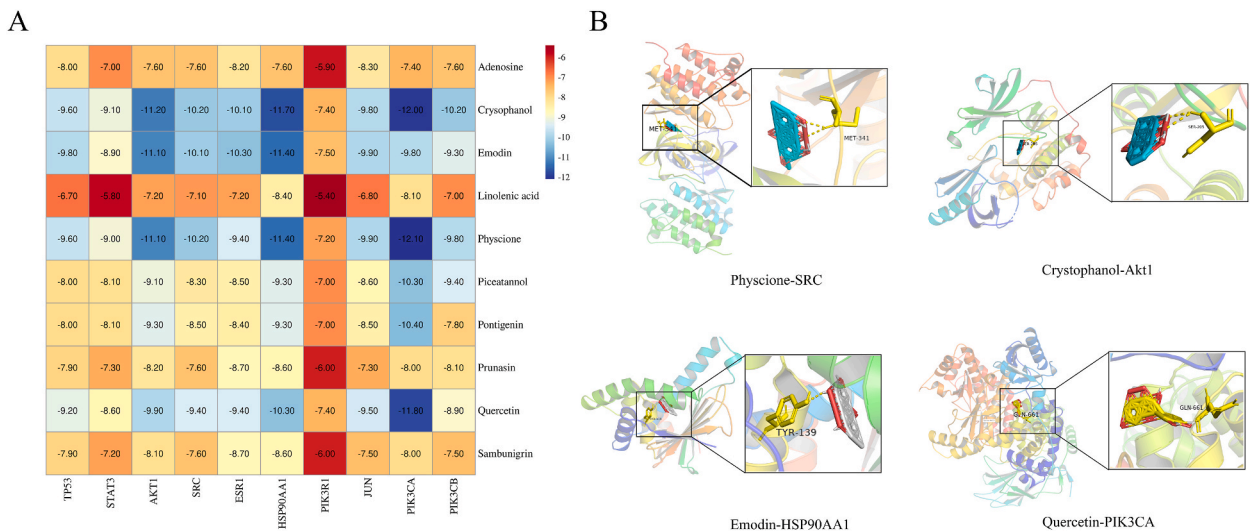 A
-8.00 -7.00 -7.60 -7.60 -8.20 -7.60 -5.90 -8.30 -7.40 -7.60 Adenosine
-9.60 -9.10 -11.20 -10.20 -10.10 -11.70 -7.40 -9.80 -12.00 -10.20 Crysophanol
-9.80 -8.90 -11.10 -10.10 -10.30 -11.40 -7.50 -9.90 -9.80 -9.30 Emodin
-6.70 -5.80 -7.20 -7.10 -7.20 -8.40 -5.40 -6.80 -8.10 -7.00 Linolenic acid
-9.60 -9.00 -11.10 -10.20 -9.40 -11.40 -7.20 -9.90 -12.10 -9.80 Physcione
-8.00 -8.10 -9.10 -8.30 -8.50 -9.30 -7.00 -8.60 -10.30 -9.40 Piceatannol
-8.00 -8.10 -9.30 -8.50 -8.40 -9.30 -7.00 -8.50 -10.40 -7.80 Pontigenin
-7.90 -7.30 -8.20 -7.60 -8.70 -8.60 -6.00 -7.30 -8.00 -8.10 Prunasin
-9.20 -8.60 -9.90 -9.40 -9.40 -10.30 -7.40 -9.50 -11.80 -8.90 Quercetin
-7.90 -7.20 -8.10 -7.60 -8.70 -8.60 -6.00 -7.50 -8.00 -7.50 Sambunigrin
TP53 STAT3 AKT1 SRC ESR1 HSP90AA1 PIK3R1 JUN PIK3CA PIK3CB
-6
-7
-8
-9
-10
-11
-12
B
MET-341
Physcione-SRC
Crystophanol-Akt1
TYR-139
Emodin-HSP90AA1
GLN-661
GLN-661
Quercetin-PIK3CA